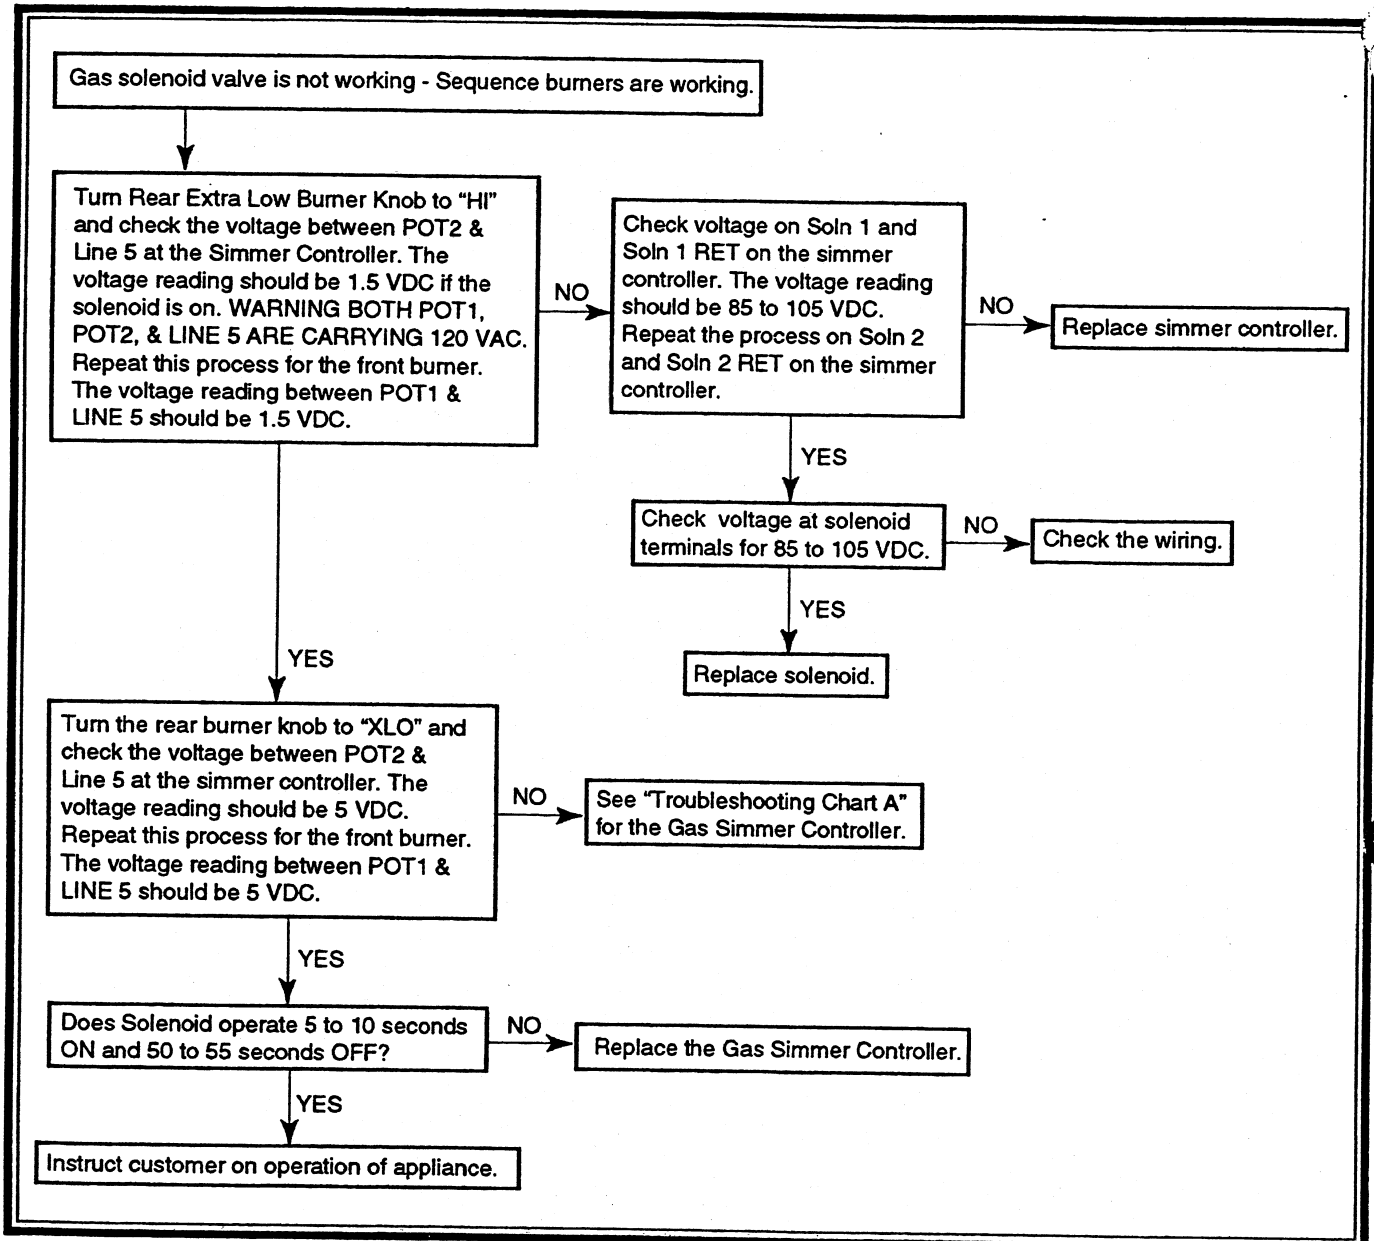 Gas solenoid valve is not working - Sequence burners are working.
Turn Rear Extra Low Burner Knob to “HI”
and check the voltage between POT2 &
Line 5 at the Simmer Controller. The
voltage reading should be 1.5 VDC if the
solenoid is on. WARNING BOTH POT1,
POT2, & LINE 5 ARE CARRYING 120 VAC.
Repeat this process for the front burner.
The voltage reading between POT1 &
LINE 5 should be 1.5 VDC.
NO
Check voltage on Soln 1 and
Soln 1 RET on the simmer
controller. The voltage reading
should be 85 to 105 VDC.
Repeat the process on Soln 2
and Soln 2 RET on the simmer
controller.
NO
Replace simmer controller.
YES
Check voltage at solenoid
terminals for 85 to 105 VDC.
NO
Check the wiring.
YES
Replace solenoid.
YES
Turn the rear burner knob to “XLO” and
check the voltage between POT2 &
Line 5 at the simmer controller. The
voltage reading should be 5 VDC.
Repeat this process for the front burner.
The voltage reading between POT1 &
LINE 5 should be 5 VDC.
NO
See “Troubleshooting Chart A”
for the Gas Simmer Controller.
YES
Does Solenoid operate 5 to 10 seconds
ON and 50 to 55 seconds OFF?
NO
Replace the Gas Simmer Controller.
YES
Instruct customer on operation of appliance.